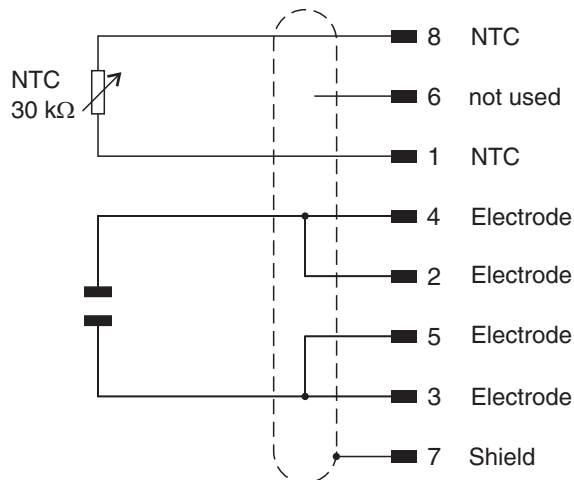 8 NTC
NTC
30 kΩ
6 not used
1 NTC
4 Electrode
2 Electrode
5 Electrode
3 Electrode
7 Shield